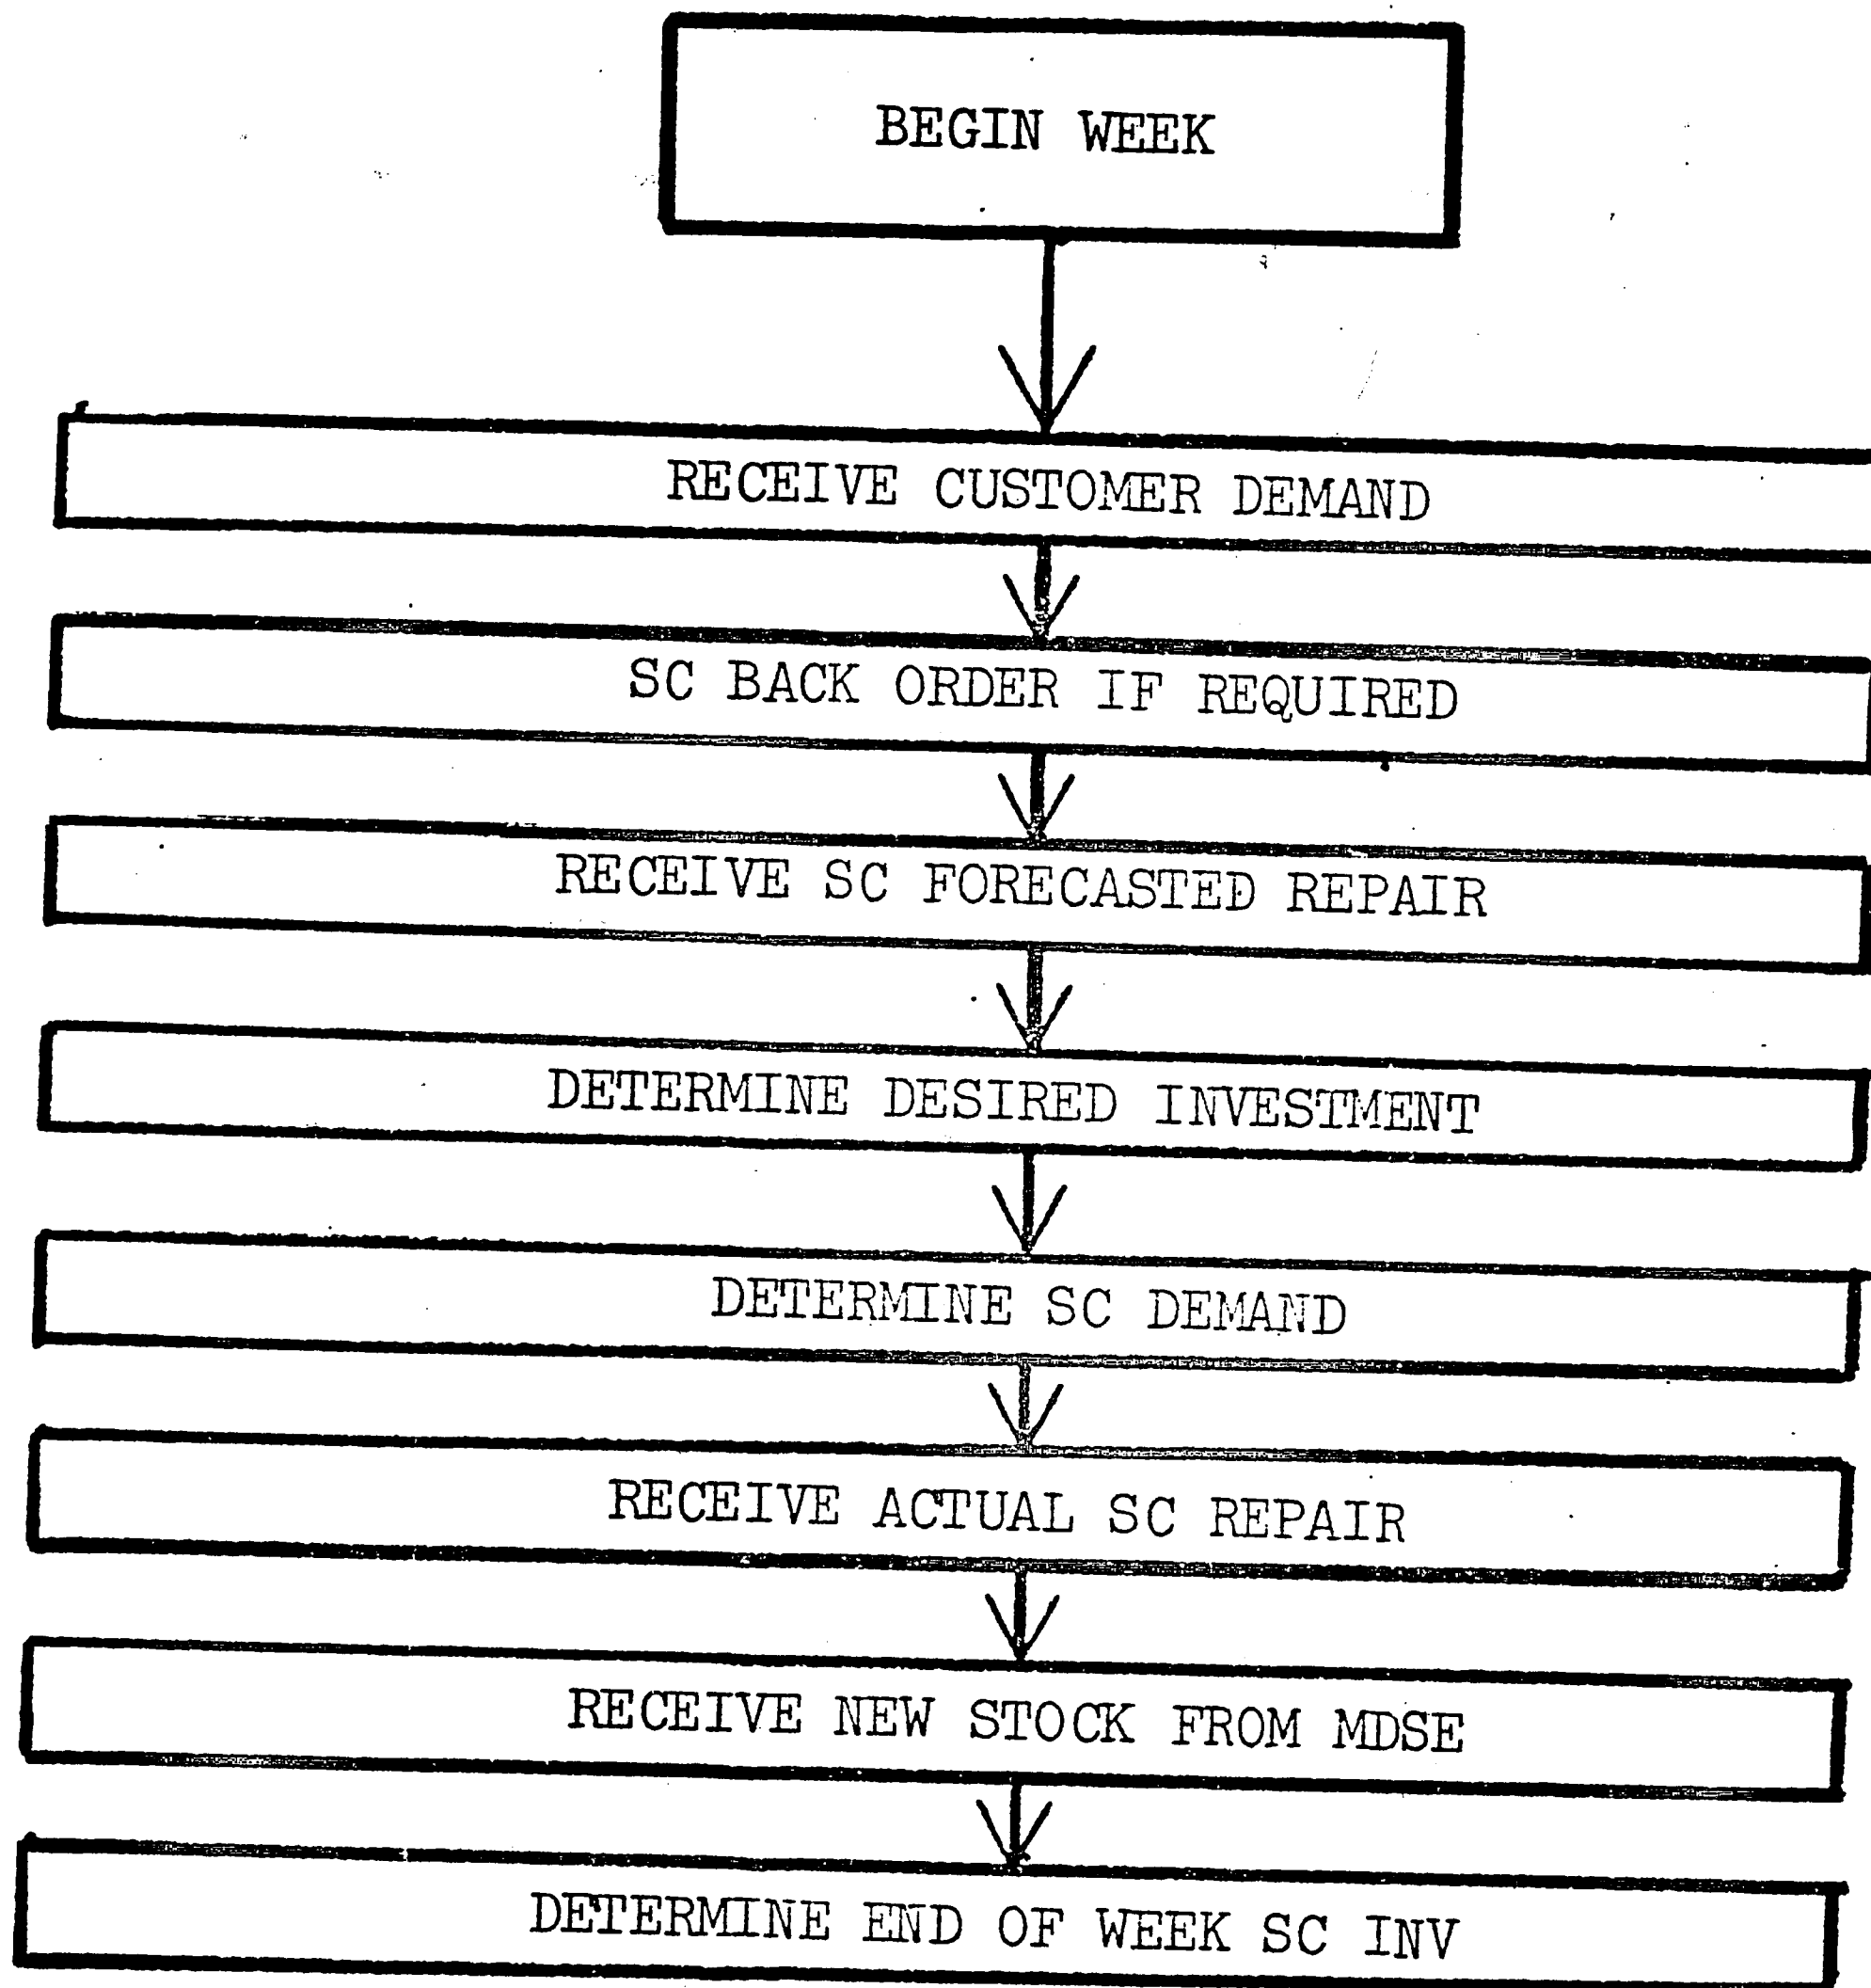 BEGIN WEEK
RECEIVE CUSTOMER DEMAND
SC BACK ORDER IF REQUIRED
RECEIVE SC FORECASTED REPAIR
DETERMINE DESIRED INVESTMENT
DETERMINE SC DEMAND
RECEIVE ACTUAL SC REPAIR
RECEIVE NEW STOCK FROM MDSE
DETERMINE END OF WEEK SC INV